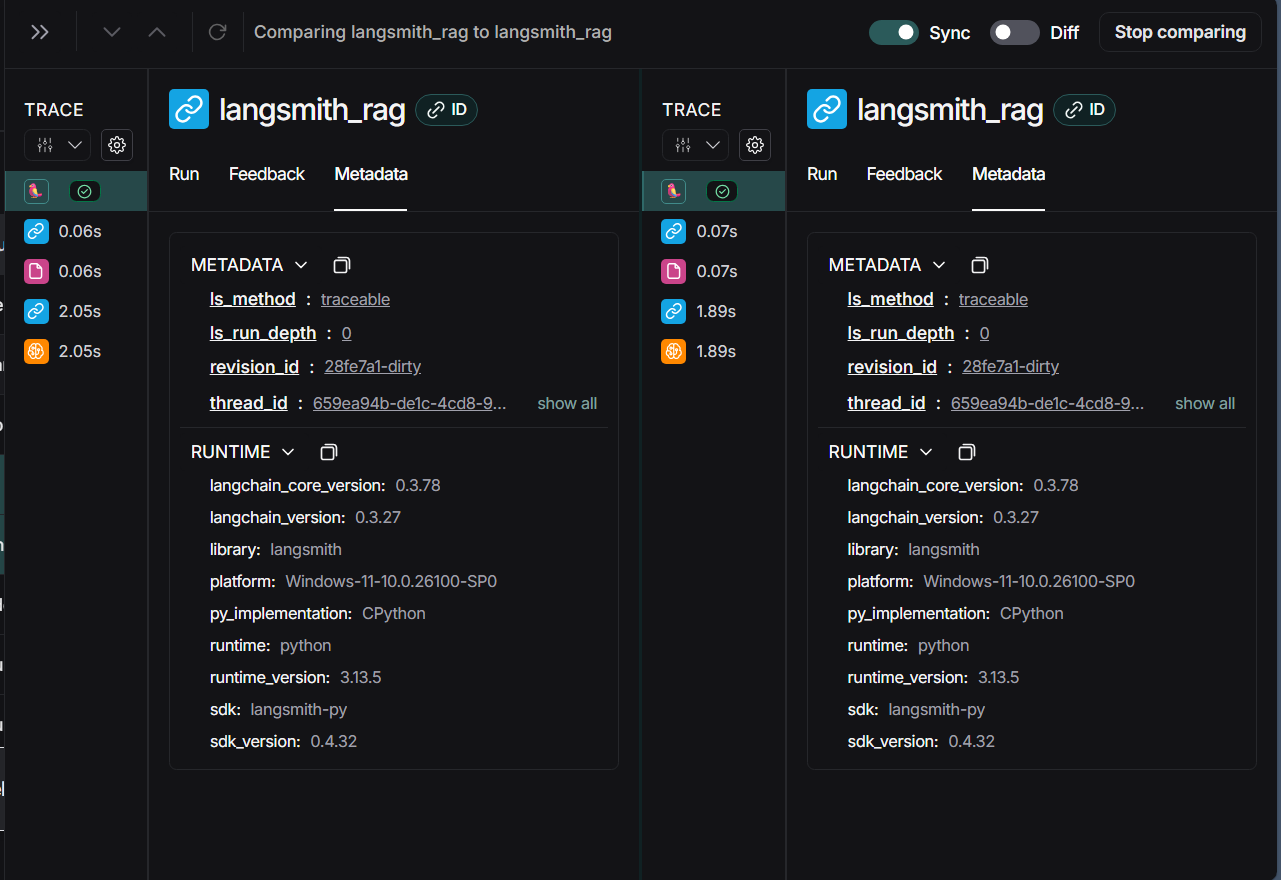 Comparing langsmith_rag to langsmith_rag
Sync
Diff
Stop comparing
TRACE
0.06s
0.06s
2.05s
2.05s
langsmith_rag
ID
Run Feedback Metadata
METADATA
ls_method : traceable
ls_run_depth : 0
revision_id : 28fe7a1-dirty
thread_id : 659ea94b-de1c-4cd8-9... show all
RUNTIME
langchain_core_version: 0.3.78
langchain_version: 0.3.27
library: langsmith
platform: Windows-11-10.0.26100-SP0
py_implementation: CPython
runtime: python
runtime_version: 3.13.5
sdk: langsmith-py
sdk_version: 0.4.32
TRACE
0.07s
0.07s
1.89s
1.89s
langsmith_rag
ID
Run Feedback Metadata
METADATA
ls_method : traceable
ls_run_depth : 0
revision_id : 28fe7a1-dirty
thread_id : 659ea94b-de1c-4cd8-9... show all
RUNTIME
langchain_core_version: 0.3.78
langchain_version: 0.3.27
library: langsmith
platform: Windows-11-10.0.26100-SP0
py_implementation: CPython
runtime: python
runtime_version: 3.13.5
sdk: langsmith-py
sdk_version: 0.4.32